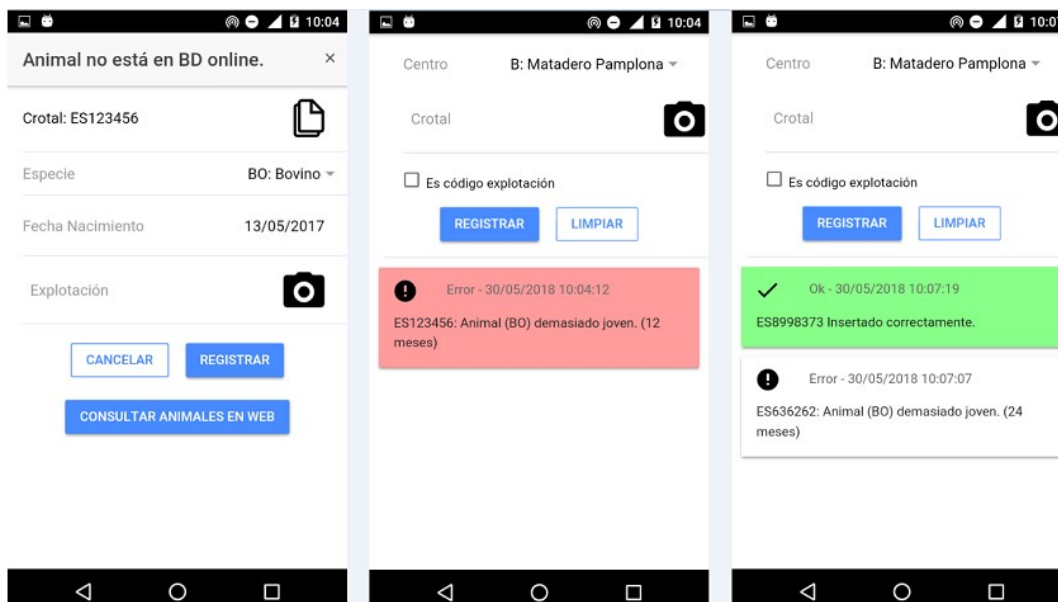 10:04
Animal no está en BD online. ×
Crotal: ES123456
Especie BO: Bovino
Fecha Nacimiento 13/05/2017
Explotación
CANCELAR REGISTRAR
CONSULTAR ANIMALES EN WEB
10:04
Centro B: Matadero Pamplona
Crotal
Es código explotación
REGISTRAR LIMPIAR
Error - 30/05/2018 10:04:12
ES123456: Animal (BO) demasiado joven. (12
meses)
Centro B: Matadero Pamplona
Crotal
Es código explotación
REGISTRAR LIMPIAR
Ok - 30/05/2018 10:07:19
ES8998373 Insertado correctamente.
Error - 30/05/2018 10:07:07
ES636262: Animal (BO) demasiado joven. (24
meses)